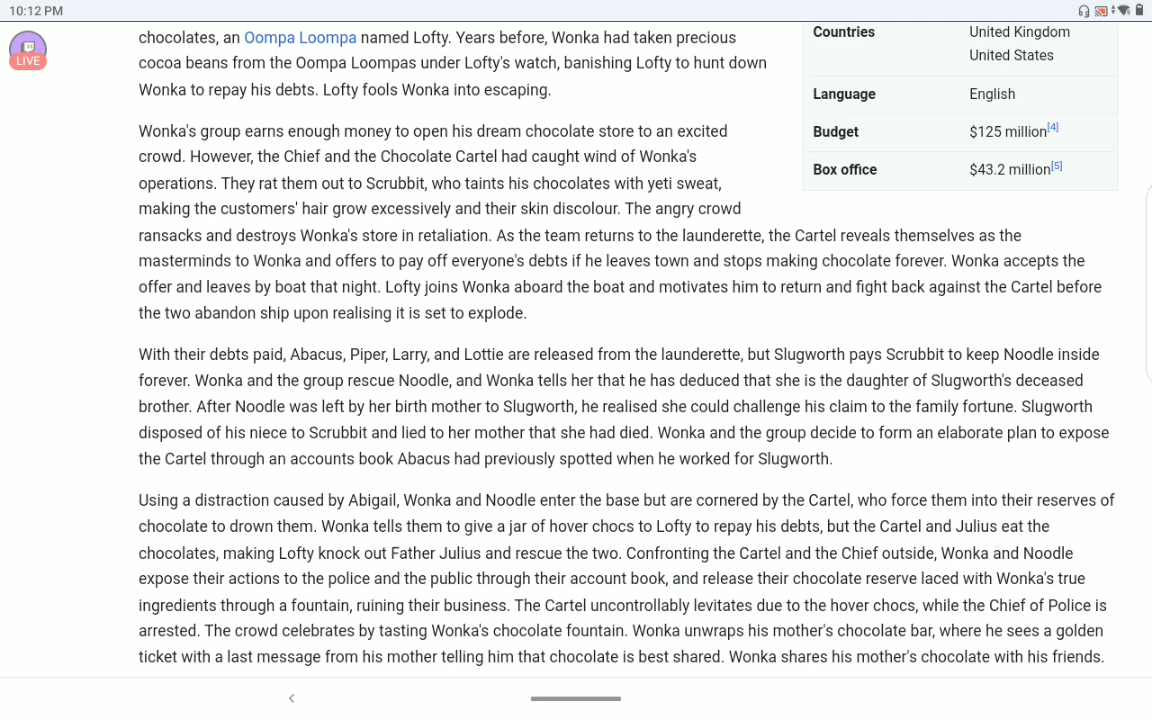 10:12 PM
LIVE
chocolates, an Oompa Loompa named Lofty. Years before, Wonka had taken precious
cocoa beans from the Oompa Loompas under Lofty's watch, banishing Lofty to hunt down
Wonka to repay his debts. Lofty fools Wonka into escaping.
Wonka's group earns enough money to open his dream chocolate store to an excited
crowd. However, the Chief and the Chocolate Cartel had caught wind of Wonka's
operations. They rat them out to Scrubbit, who taints his chocolates with yeti sweat,
making the customers' hair grow excessively and their skin discolour. The angry crowd
ransacks and destroys Wonka's store in retaliation. As the team returns to the launderette, the Cartel reveals themselves as the
masterminds to Wonka and offers to pay off everyone's debts if he leaves town and stops making chocolate forever. Wonka accepts the
offer and leaves by boat that night. Lofty joins Wonka aboard the boat and motivates him to return and fight back against the Cartel before
the two abandon ship upon realising it is set to explode.
With their debts paid, Abacus, Piper, Larry, and Lottie are released from the launderette, but Slugworth pays Scrubbit to keep Noodle inside
forever. Wonka and the group rescue Noodle, and Wonka tells her that he has deduced that she is the daughter of Slugworth's deceased
brother. After Noodle was left by her birth mother to Slugworth, he realised she could challenge his claim to the family fortune. Slugworth
disposed of his niece to Scrubbit and lied to her mother that she had died. Wonka and the group decide to form an elaborate plan to expose
the Cartel through an accounts book Abacus had previously spotted when he worked for Slugworth.
Using a distraction caused by Abigail, Wonka and Noodle enter the base but are cornered by the Cartel, who force them into their reserves of
chocolate to drown them. Wonka tells them to give a jar of hover chocs to Lofty to repay his debts, but the Cartel and Julius eat the
chocolates, making Lofty knock out Father Julius and rescue the two. Confronting the Cartel and the Chief outside, Wonka and Noodle
expose their actions to the police and the public through their account book, and release their chocolate reserve laced with Wonka's true
ingredients through a fountain, ruining their business. The Cartel uncontrollably levitates due to the hover chocs, while the Chief of Police is
arrested. The crowd celebrates by tasting Wonka's chocolate fountain. Wonka unwraps his mother's chocolate bar, where he sees a golden
ticket with a last message from his mother telling him that chocolate is best shared. Wonka shares his mother's chocolate with his friends.
Countries United Kingdom
United States
Language English
Budget $125 million[4]
Box office $43.2 million[5]